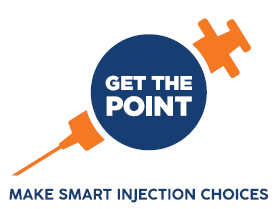 GET THE
POINT
MAKE SMART INJECTION CHOICES